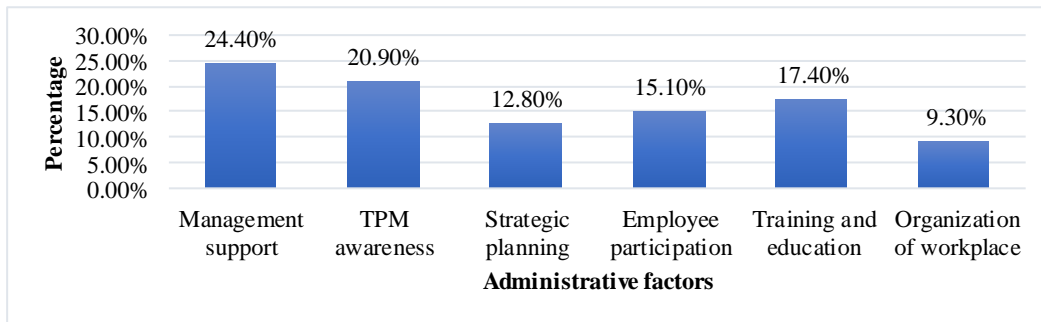 30.00%
25.00%
20.00%
15.00%
10.00%
5.00%
0.00%
Percentage
24.40%
20.90%
12.80%
15.10%
17.40%
9.30%
Management
support
TPM
awareness
Strategic
planning
Employee
participation
Training and
education
Organization
of workplace
Administrative factors